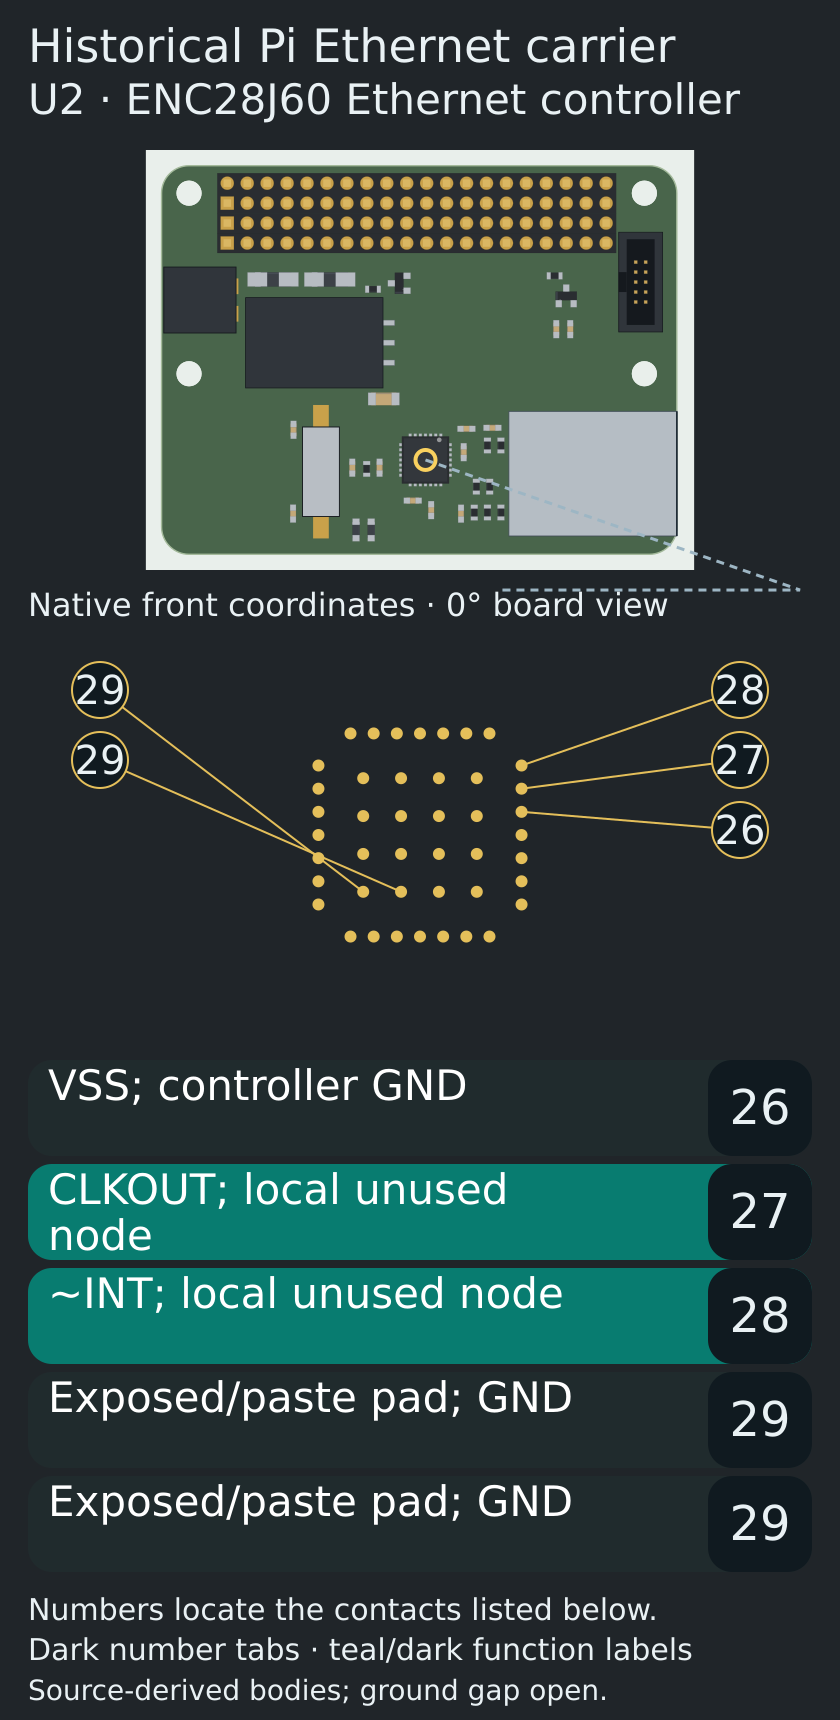 Historical Pi Ethernet carrier
U2 · ENC28J60 Ethernet controller
Native front coordinates · 0° board view
29
28
29
27
26
VSS; controller GND
26
CLKOUT; local unused
node
27
~INT; local unused node
28
Exposed/paste pad; GND
29
Exposed/paste pad; GND
29
Numbers locate the contacts listed below.
Dark number tabs · teal/dark function labels
Source-derived bodies; ground gap open.